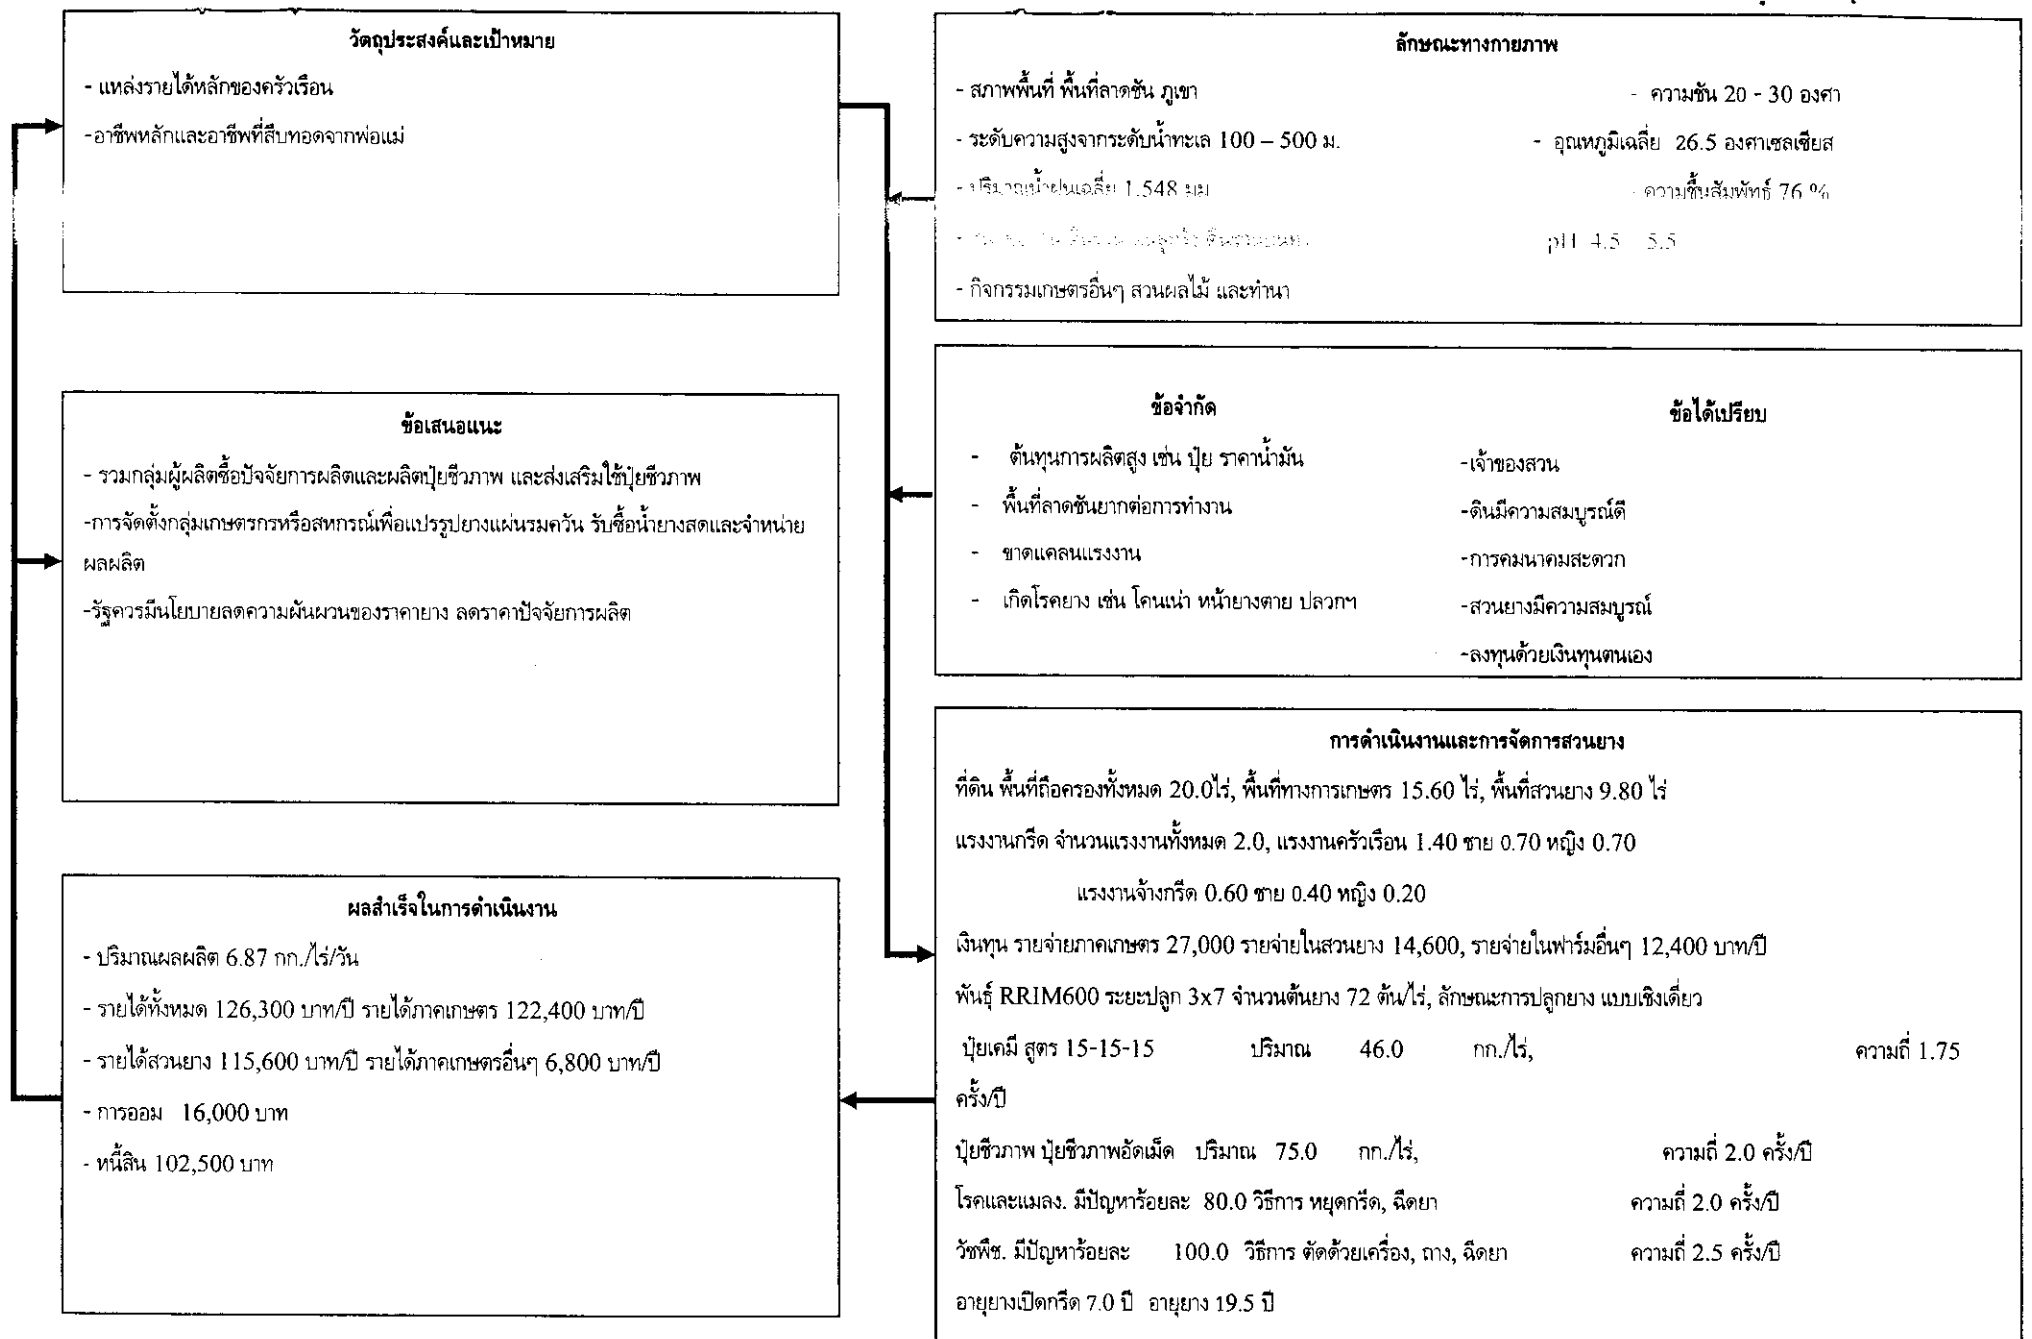 วัตถุประสงค์และเป้าหมาย
- แหล่งรายได้หลักของครัวเรือน
-อาชีพหลักและอาชีพที่สืบทอดจากพ่อแม่
ข้อเสนอแนะ
- รวมกลุ่มผู้ผลิตซื้อปัจจัยการผลิตและผลิตปุ๋ยชีวภาพ และส่งเสริมใช้ปุ๋ยชีวภาพ
-การจัดตั้งกลุ่มเกษตรกรหรือสหกรณ์เพื่อแปรรูปยางแผ่นรมควัน รับซื้อน้ำยางสดและจำหน่าย
ผลผลิต
-รัฐควรมีนโยบายลดความผันผวนของราคายาง ลดราคาปัจจัยการผลิต
ผลสำเร็จในการดำเนินงาน
- ปริมาณผลผลิต 6.87 กก./ไร่/วัน
- รายได้ทั้งหมด 126,300 บาท/ปี รายได้ภาคเกษตร 122,400 บาท/ปี
- รายได้สวนยาง 115,600 บาท/ปี รายได้ภาคเกษตรอื่นๆ 6,800 บาท/ปี
- การออม 16,000 บาท
- หนี้สิน 102,500 บาท
ลักษณะทางกายภาพ
- สภาพพื้นที่ พื้นที่ลาดชัน ภูเขา - ความชัน 20 - 30 องศา
- ระดับความสูงจากระดับน้ำทะเล 100 – 500 ม. - อุณหภูมิเฉลี่ย 26.5 องศาเซลเซียส
- ปริมาณน้ำฝนเฉลี่ย 1.548 มม - ความชื้นสัมพัทธ์ 76 %
pH 4.5 5.5
- กิจกรรมเกษตรอื่นๆ สวนผลไม้ และทำนา
ข้อจำกัด ข้อได้เปรียบ
- ต้นทุนการผลิตสูง เช่น ปุ๋ย ราคาน้ำมัน -เจ้าของสวน
- พื้นที่ลาดชันยากต่อการทำงาน -ดินมีความสมบูรณ์ดี
- ขาดแคลนแรงงาน -การคมนาคมสะดวก
- เกิดโรคยาง เช่น โคนเน่า หน้ายางตาย ปลวกฯ -สวนยางมีความสมบูรณ์
-ลงทุนด้วยเงินทุนตนเอง
การดำเนินงานและการจัดการสวนยาง
ที่ดิน พื้นที่ถือครองทั้งหมด 20.0ไร่, พื้นที่ทางการเกษตร 15.60 ไร่, พื้นที่สวนยาง 9.80 ไร่
แรงงานกรีด จำนวนแรงงานทั้งหมด 2.0, แรงงานครัวเรือน 1.40 ชาย 0.70 หญิง 0.70
แรงงานจ้างกรีด 0.60 ชาย 0.40 หญิง 0.20
เงินทุน รายจ่ายภาคเกษตร 27,000 รายจ่ายในสวนยาง 14,600, รายจ่ายในฟาร์มอื่นๆ 12,400 บาท/ปี
พันธุ์ RRIM600 ระยะปลูก 3x7 จำนวนต้นยาง 72 ต้น/ไร่, ลักษณะการปลูกยาง แบบเชิงเดี่ยว
ปุ๋ยเคมี สูตร 15-15-15 ปริมาณ 46.0 กก./ไร่, ความถี่ 1.75
ครั้ง/ปี
ปุ๋ยชีวภาพ ปุ๋ยชีวภาพอัดเม็ด ปริมาณ 75.0 กก./ไร่, ความถี่ 2.0 ครั้ง/ปี
โรคและแมลง. มีปัญหาร้อยละ 80.0 วิธีการ หยุดกรีด, ฉีดยา ความถี่ 2.0 ครั้ง/ปี
วัชพืช. มีปัญหาร้อยละ 100.0 วิธีการ ตัดด้วยเครื่อง, ถาง, ฉีดยา ความถี่ 2.5 ครั้ง/ปี
อายุยางเปิดกรีด 7.0 ปี อายุยาง 19.5 ปี